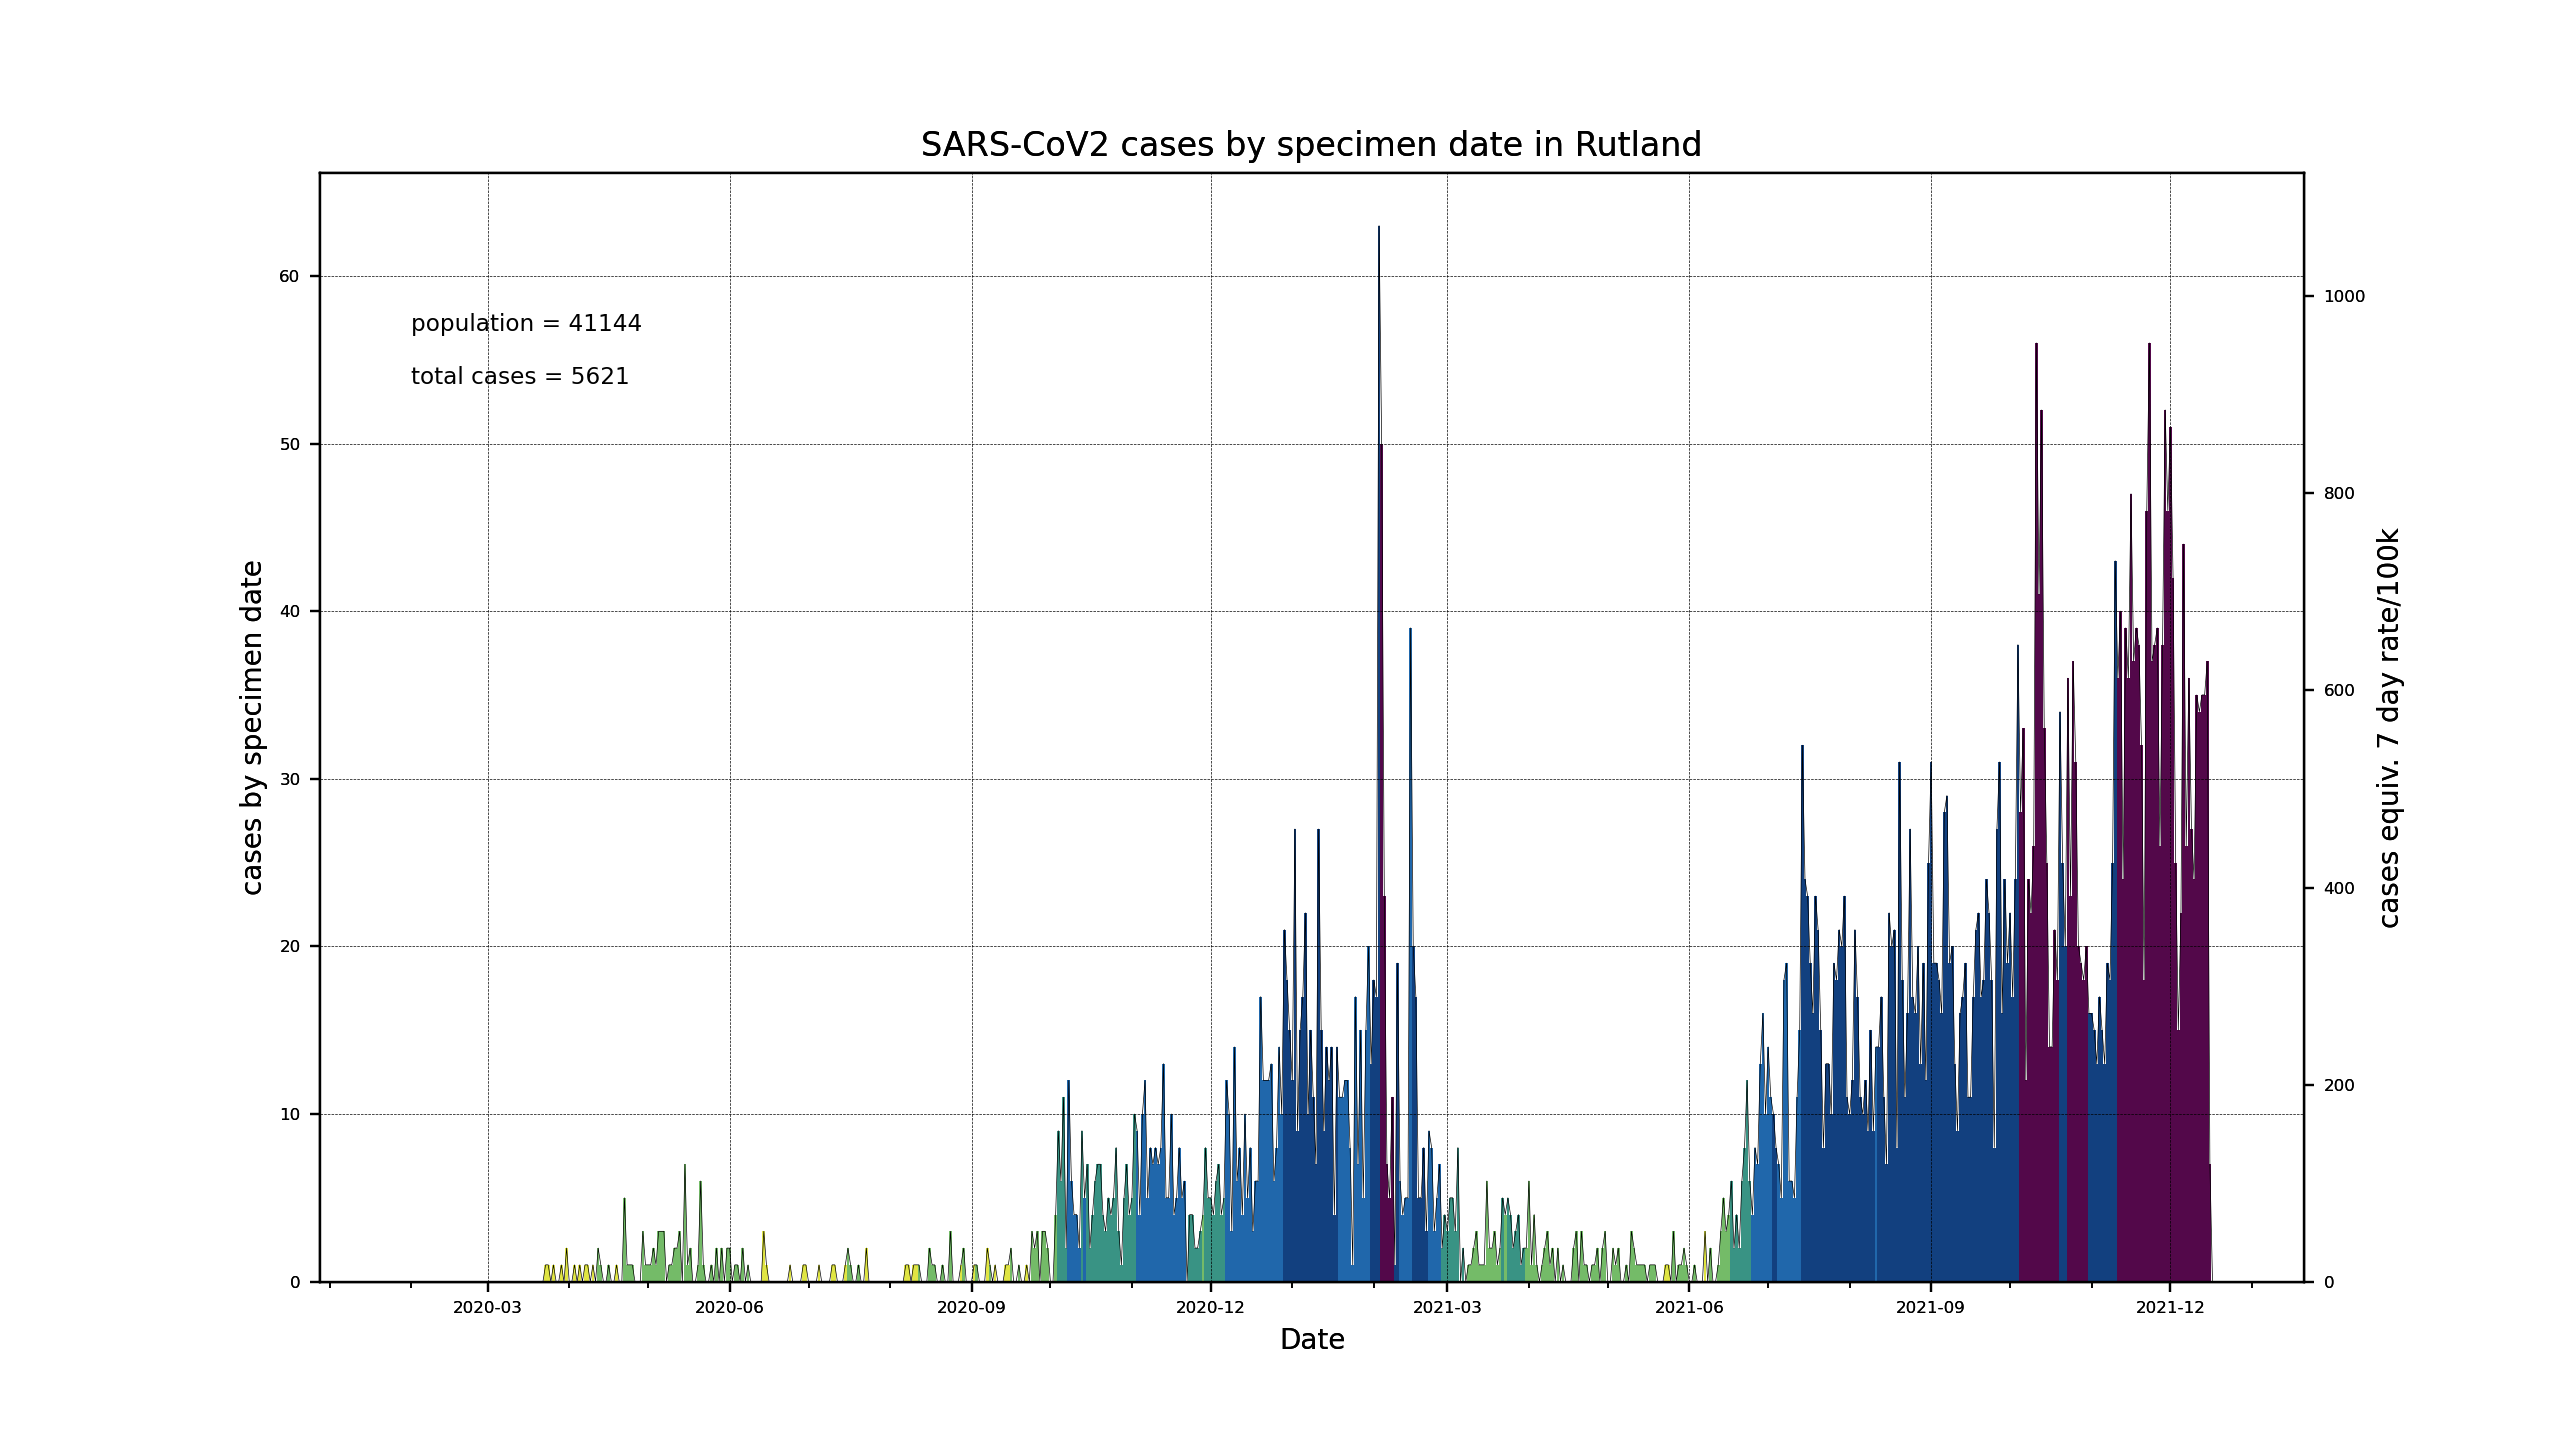 SARS-CoV2 cases by specimen date in Rutland
population = 41144
total cases = 5621
cases by specimen date
60
50
40
30
20
10
0
1000
800
600
400
200
0
cases equiv. 7 day rate/100k
2020-03 2020-06 2020-09 2020-12 2021-03 2021-06 2021-09 2021-12
Date